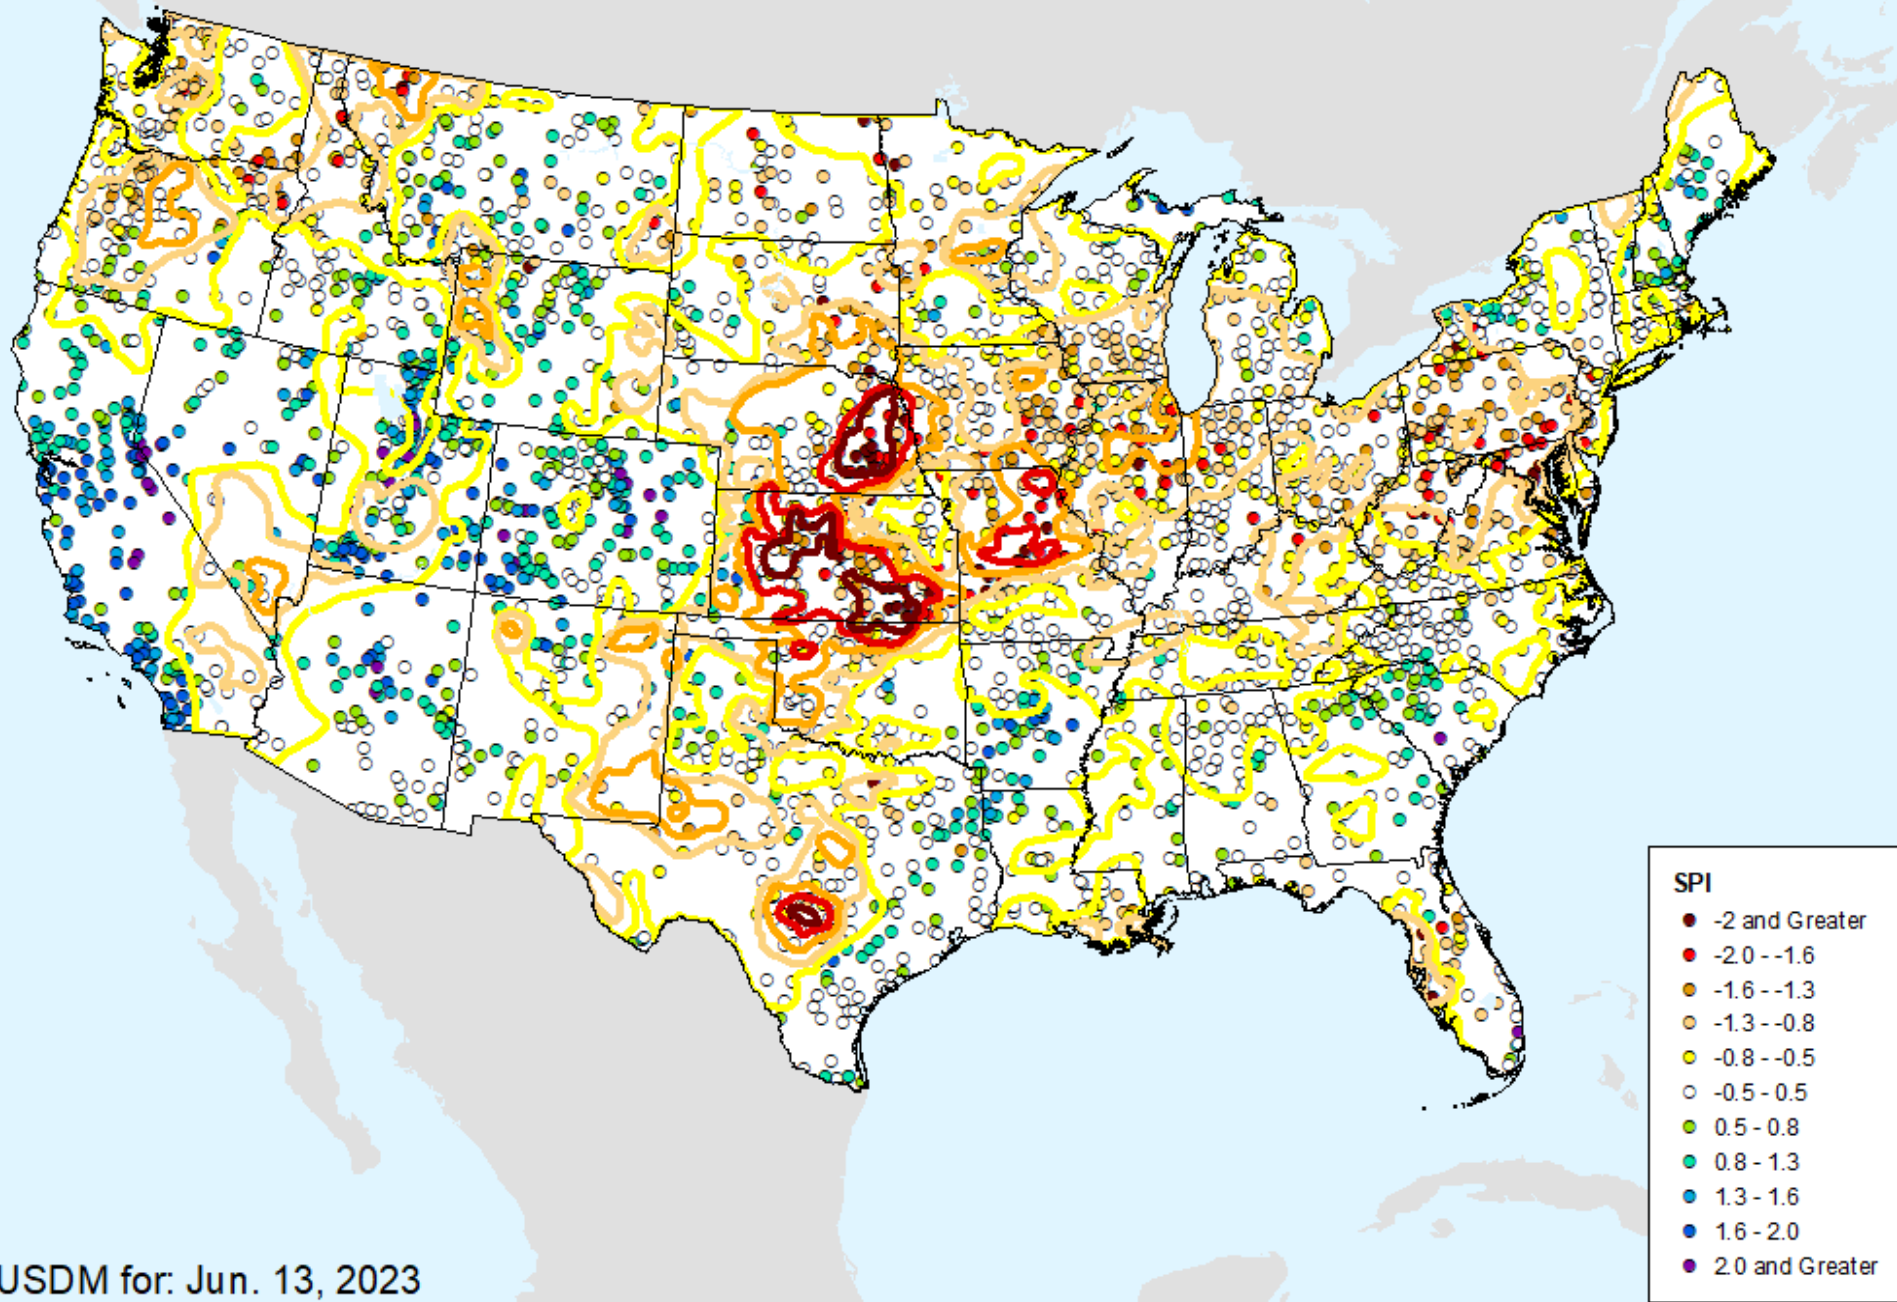 SPI
-2 and Greater
-2.0 - -1.6
-1.6 - -1.3
-1.3 - -0.8
-0.8 - -0.5
-0.5 - 0.5
0.5 - 0.8
0.8 - 1.3
1.3 - 1.6
1.6 - 2.0
2.0 and Greater
USDM for: Jun. 13, 2023